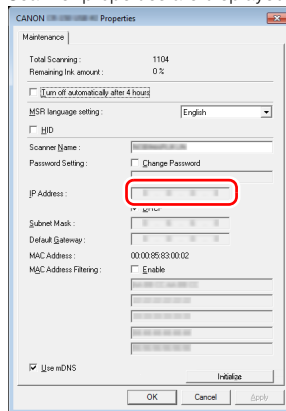 CANON Properties
Maintenance
Total Scanning : 1104
Remaining Ink amount : 0 %
Turn off automatically after 4 hours
MSR language setting : English
HID
Scanner Name :
Password Setting : Change Password
IP Address :
DHCP
Subnet Mask :
Default Gateway :
MAC Address : 00:00:85:83:00:02
MAC Address Filtering : Enable
Use mDNS
Initialize
OK Cancel Apply